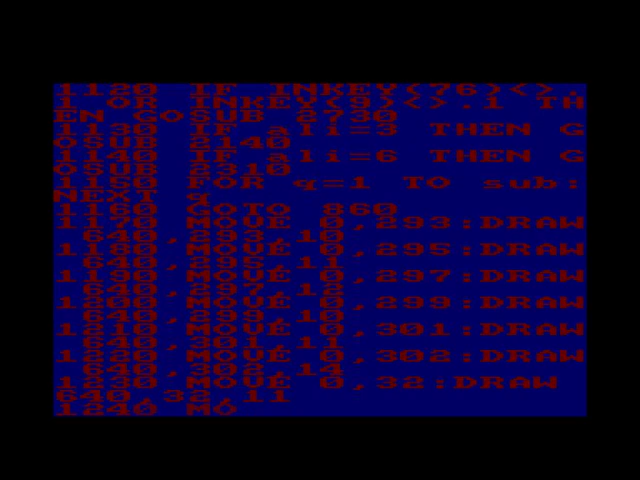 1120 IF INKEY(76)<>.
1 OR INKEY(9)<>.1 TH
EN GOSUB 2730
1130 IF ali=3 THEN G
OSUB 2140
1140 IF ali=6 THEN G
OSUB 2310
1150 FOR q=1 TO sub:
NEXT q
1160 GOTO 860
1170 MOVE 0,293:DRAW
640,293,10
1180 MOVE 0,295:DRAW
640,295,11
1190 MOVE 0,297:DRAW
640,297,12
1200 MOVE 0,299:DRAW
640,299,10
1210 MOVE 0,301:DRAW
640,301,11
1220 MOVE 0,302:DRAW
640,302,14
1230 MOVE 0,32:DRAW
640,32,11
1240 MO